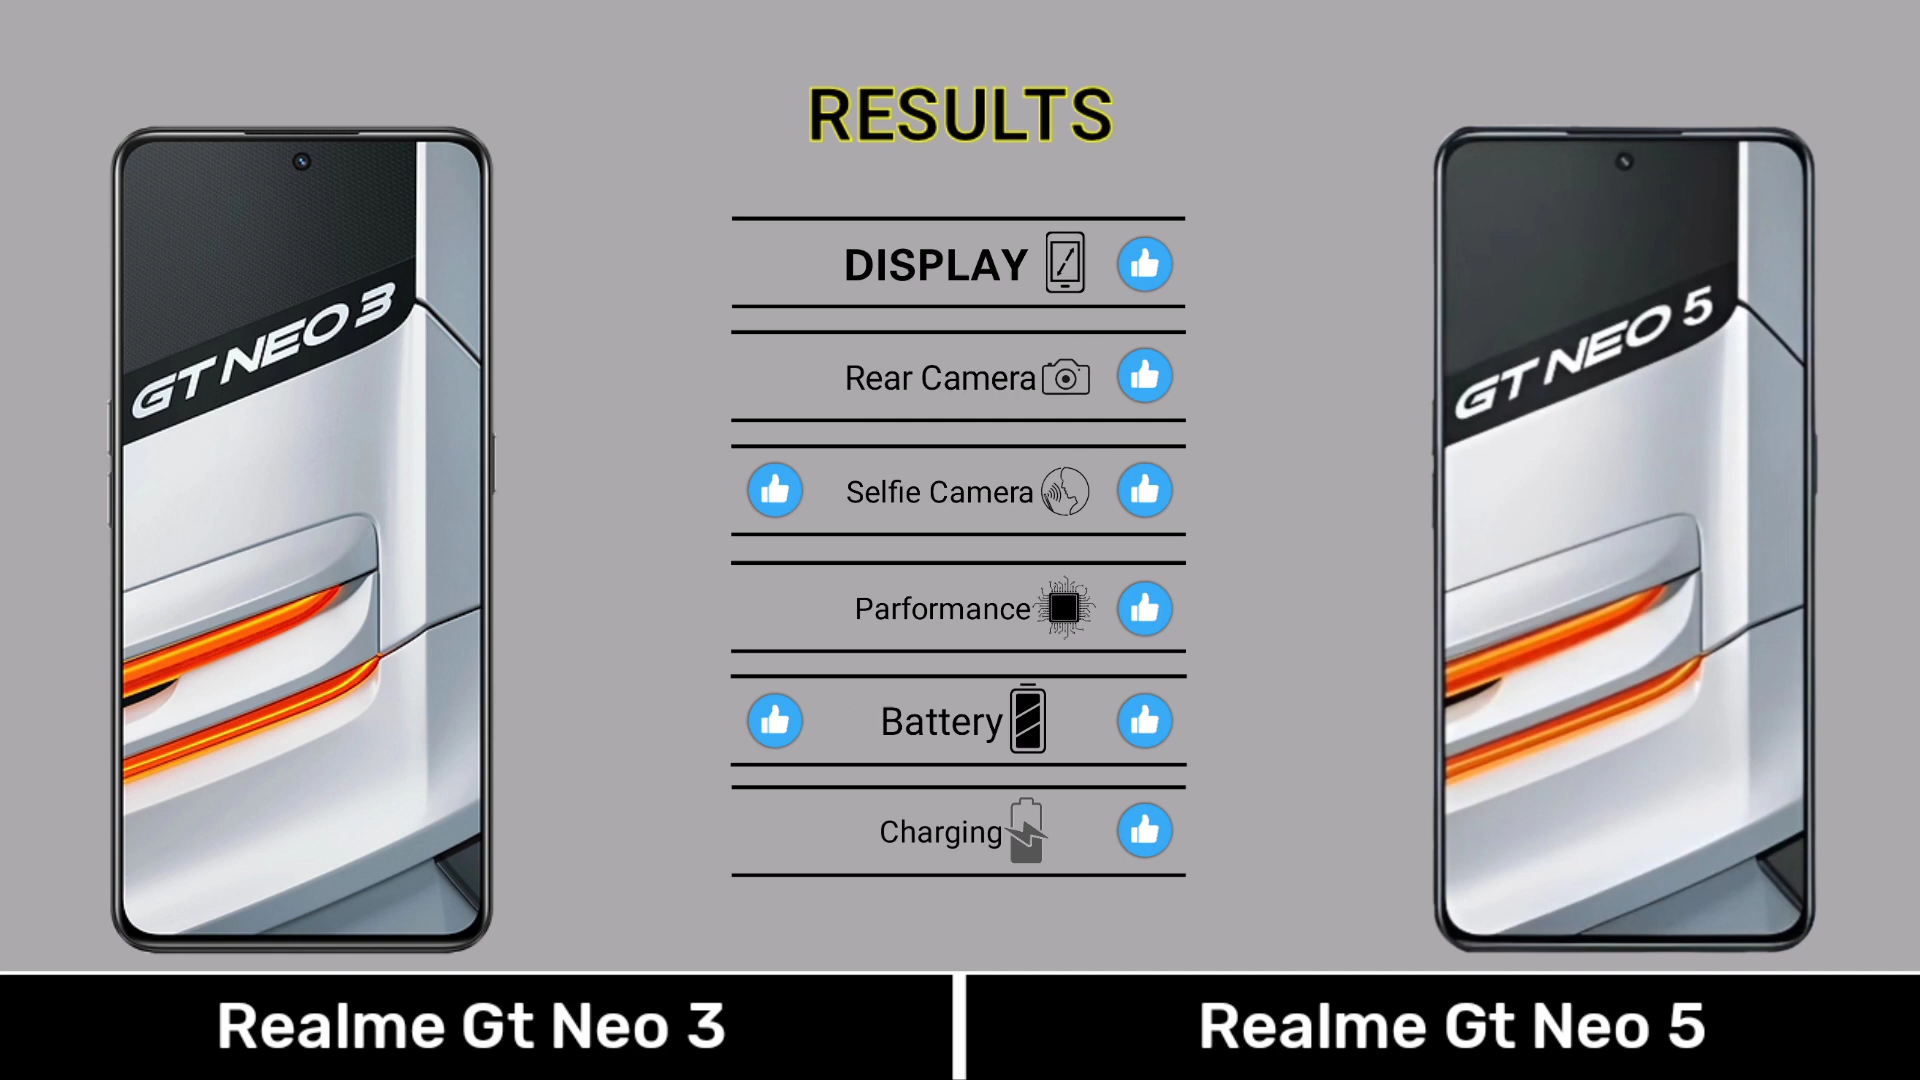 RESULTS
GT NEO 3
DISPLAY
Rear Camera
Selfie Camera
Parformance
Battery
Charging
GT NEO 5
Realme Gt Neo 3
Realme Gt Neo 5